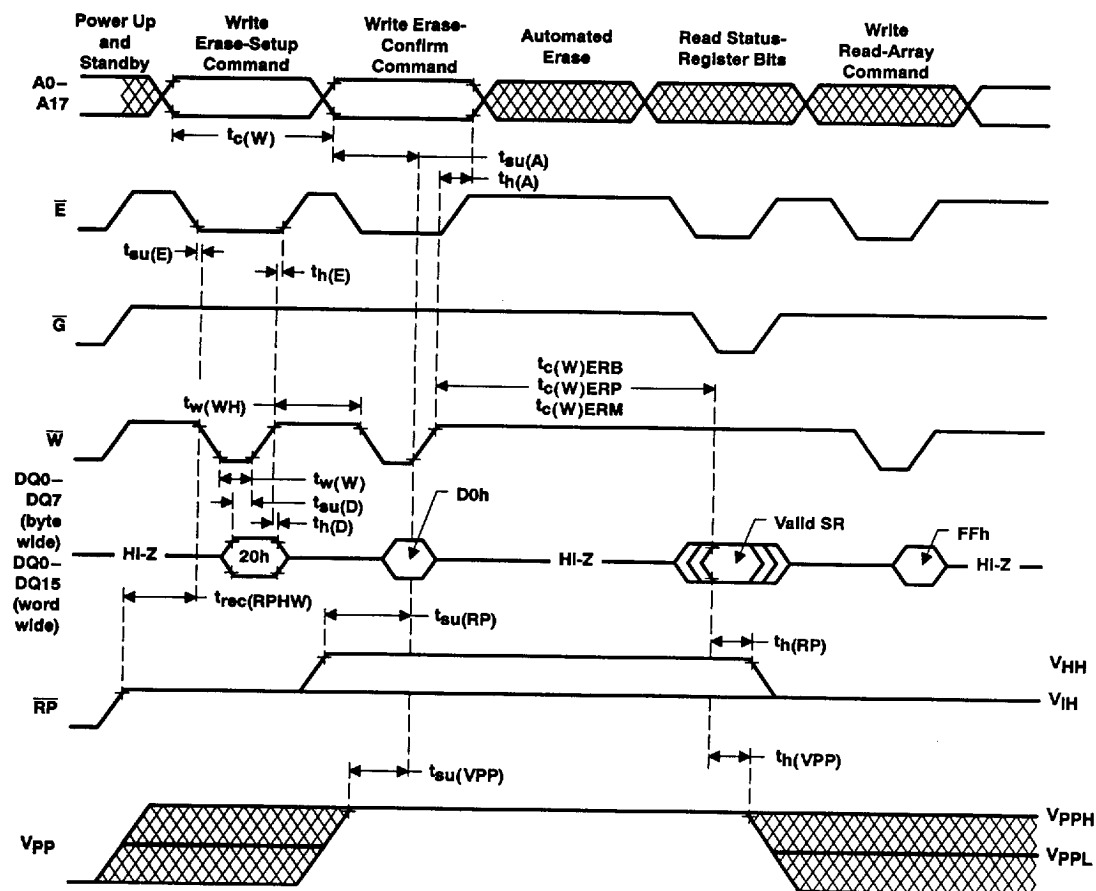 Power Up
and
Standby
Write
Erase-Setup
Command
Write Erase-
Confirm
Command
Automated
Erase
Read Status-
Register Bits
Write
Read-Array
Command
A0–
A17
tc(W)
tsu(A)
th(A)
E
tsu(E)
th(E)
G
tc(W)ERB
tc(W)ERP
tc(W)ERM
tw(WH)
W
DQ0–
DQ7
(byte
wide)
DQ0–
DQ15
(word
wide)
tw(W)
tsu(D)
th(D)
D0h
Valid SR
FFh
HI-Z
20h
HI-Z
HI-Z
trec(RPHW)
tsu(RP)
th(RP)
VHH
RP
VIH
tsu(VPP)
th(VPP)
VPP
VPPH
VPPL